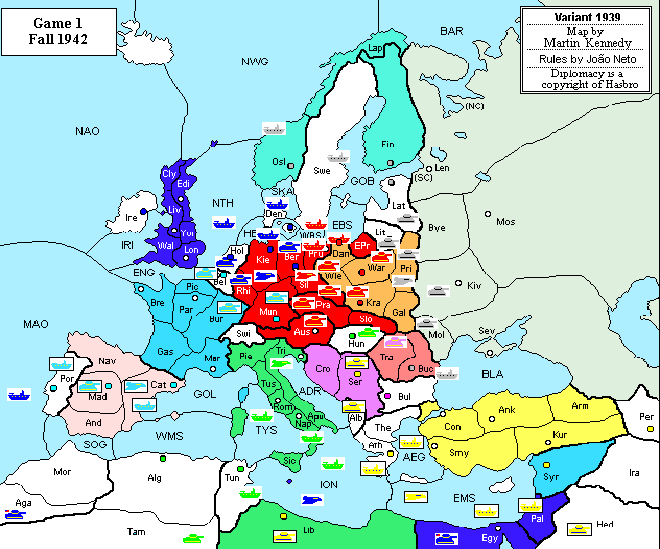 Game 1
Fall 1942
Variant 1939
Map by
Martin Kennedy
Rules by João Neto
Diplomacy is a
copyright of Hasbro
BAR
NWG
Lap
(NC)
NAO
Osl
Swe
Fin
Len
(SC)
GOB
SKA
Cly
Edi
Liv
Yor
Wal
Lon
Ire
IRI
NTH
Den
Lat
Lit
Bye
Mos
HEL
WBS
EBS
Hol
Bel
Kie
Ber
Pru
Dan
EPr
Wie
War
Pri
Rhi
Sil
Kra
Gal
Kiv
ENG
Pic
Bre
Par
Bur
Mun
Pra
Slo
Aus
Mol
Sev
MAO
Gas
Mar
Swi
Hun
Tra
Buc
BLA
Nav
Por
Mad
Cat
And
GOL
Pie
Tri
Tus
Rom
Apu
Nap
ADR
Cro
Ser
Bul
Alb
The
Ath
Con
Ank
Arm
Kur
Smy
Per
SOG
WMS
TYS
Sic
ION
AEG
EMS
Syr
Ira
Mor
Alg
Tun
Aga
Tam
Lib
Egy
Pal
Hed